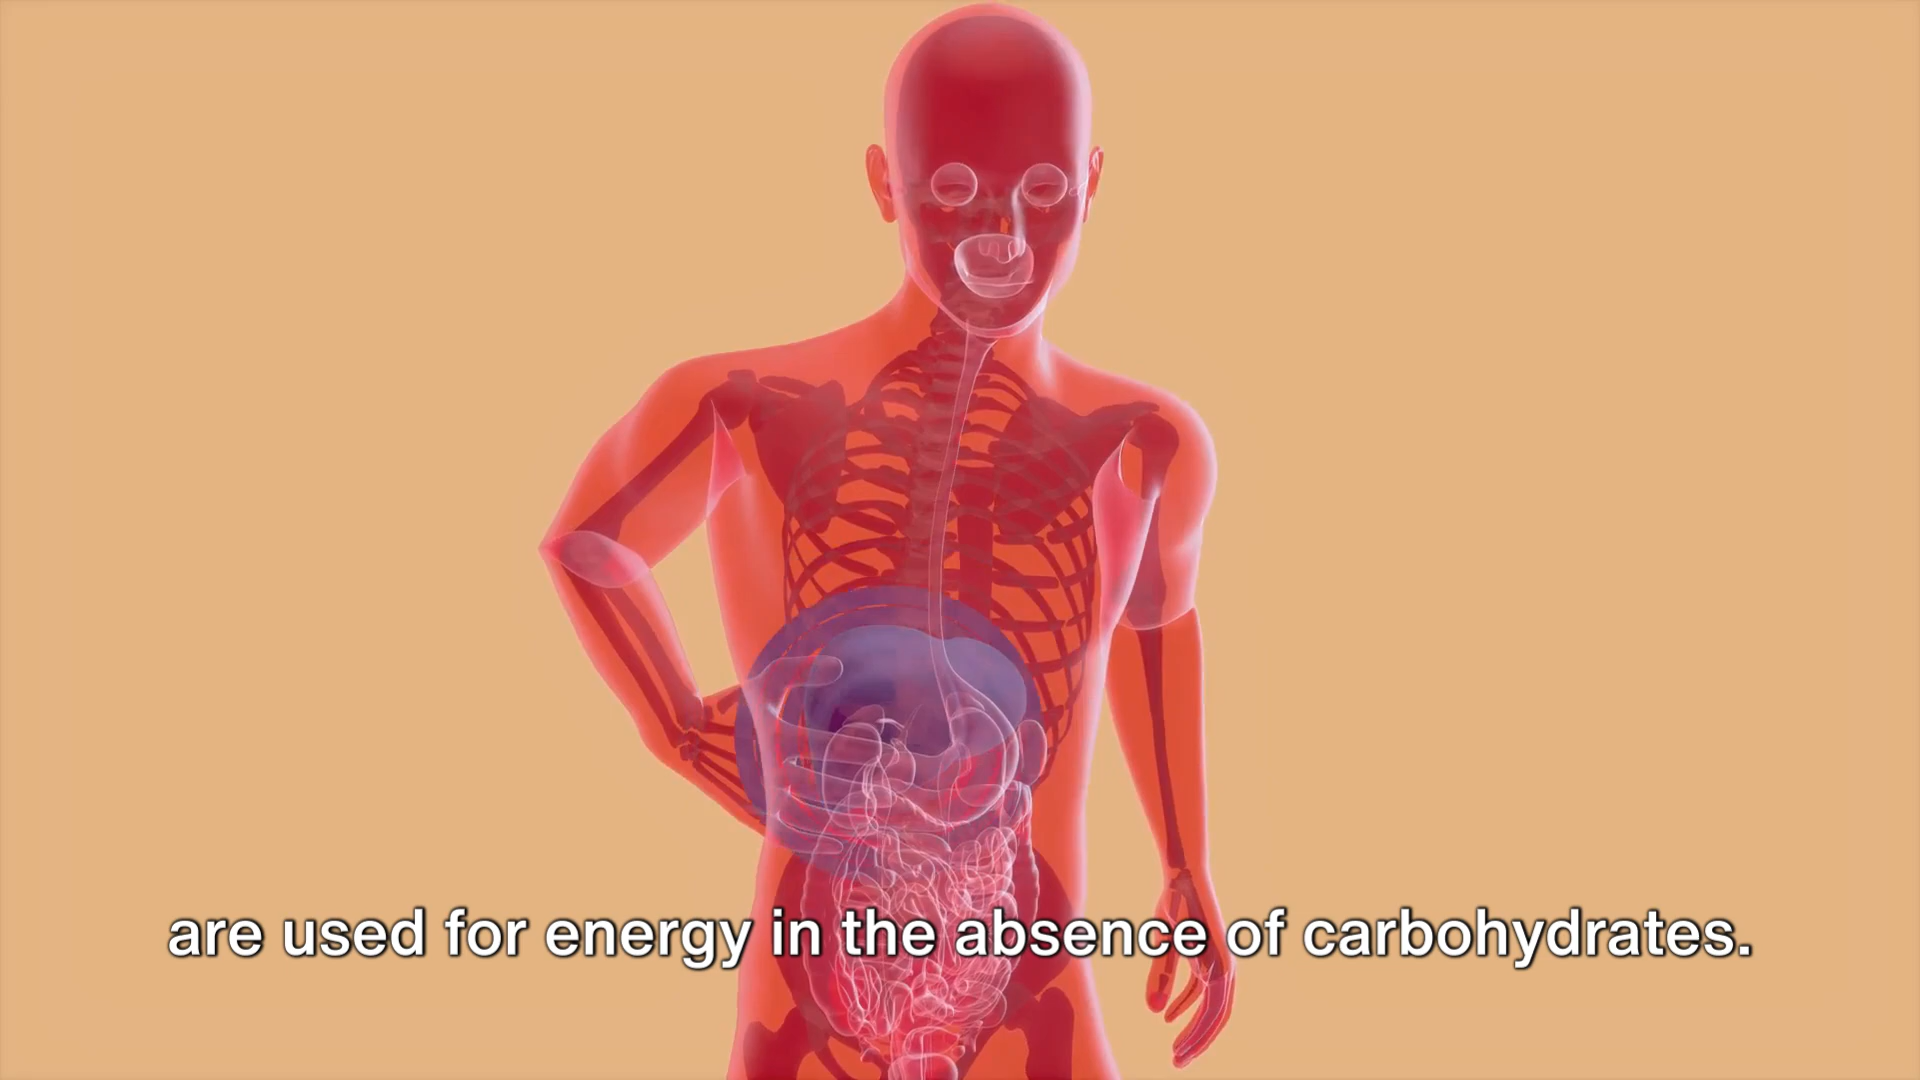 are used for energy in the absence of carbohydrates.